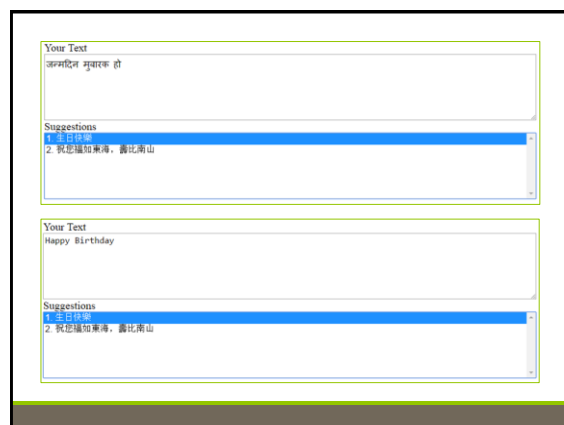 Your Text
जन्मदिन मुबारक हो
Suggestions
1. 生日快樂
2. 祝您福如東海，壽比南山
Your Text
Happy Birthday
Suggestions
1. 生日快樂
2. 祝您福如東海，壽比南山